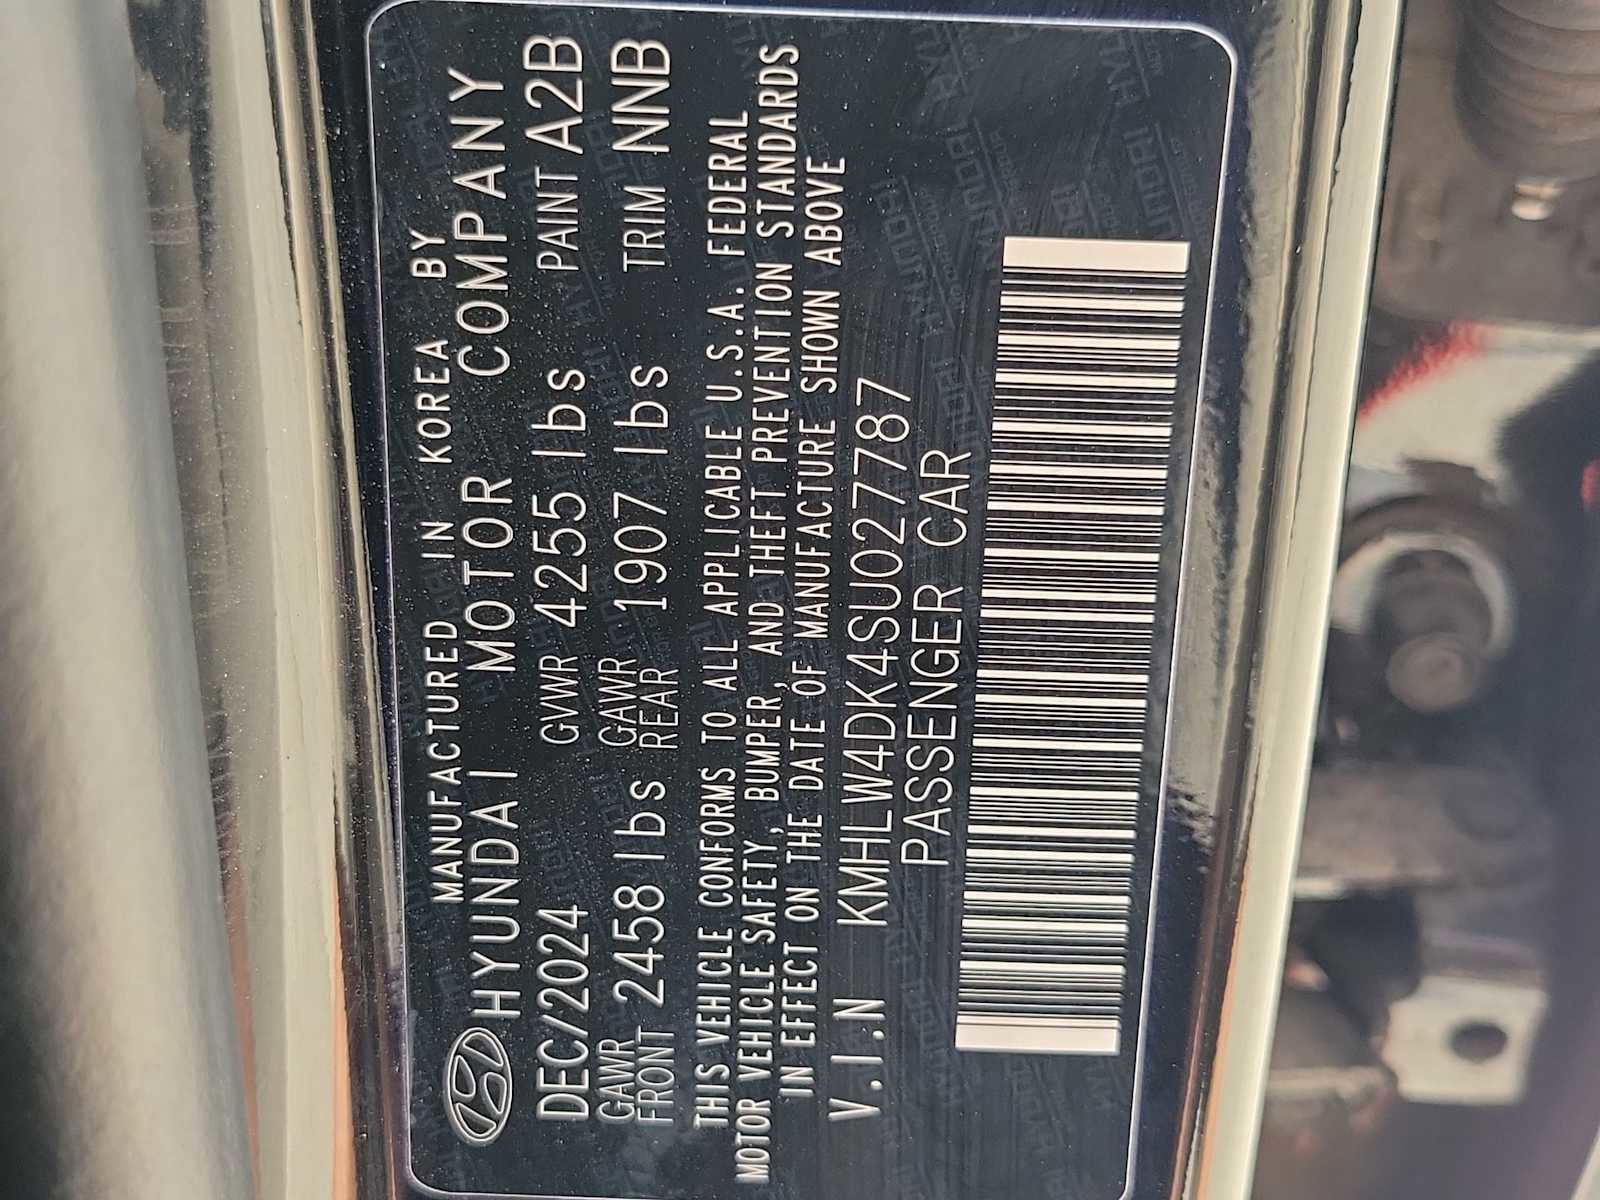 MANUFACTURED IN KOREA BY
HYUNDAI MOTOR COMPANY
DEC/2024 GVWR 4255 lbs PAINT A2B
GAWR FRONT 2458 lbs GAWR REAR 1907 lbs TRIM NNB
THIS VEHICLE CONFORMS TO ALL APPLICABLE U.S.A. FEDERAL
MOTOR VEHICLE SAFETY, BUMPER, AND THEFT PREVENTION STANDARDS
IN EFFECT ON THE DATE OF MANUFACTURE SHOWN ABOVE
V.I.N KMHLW4DK4SU027787
PASSENGER CAR